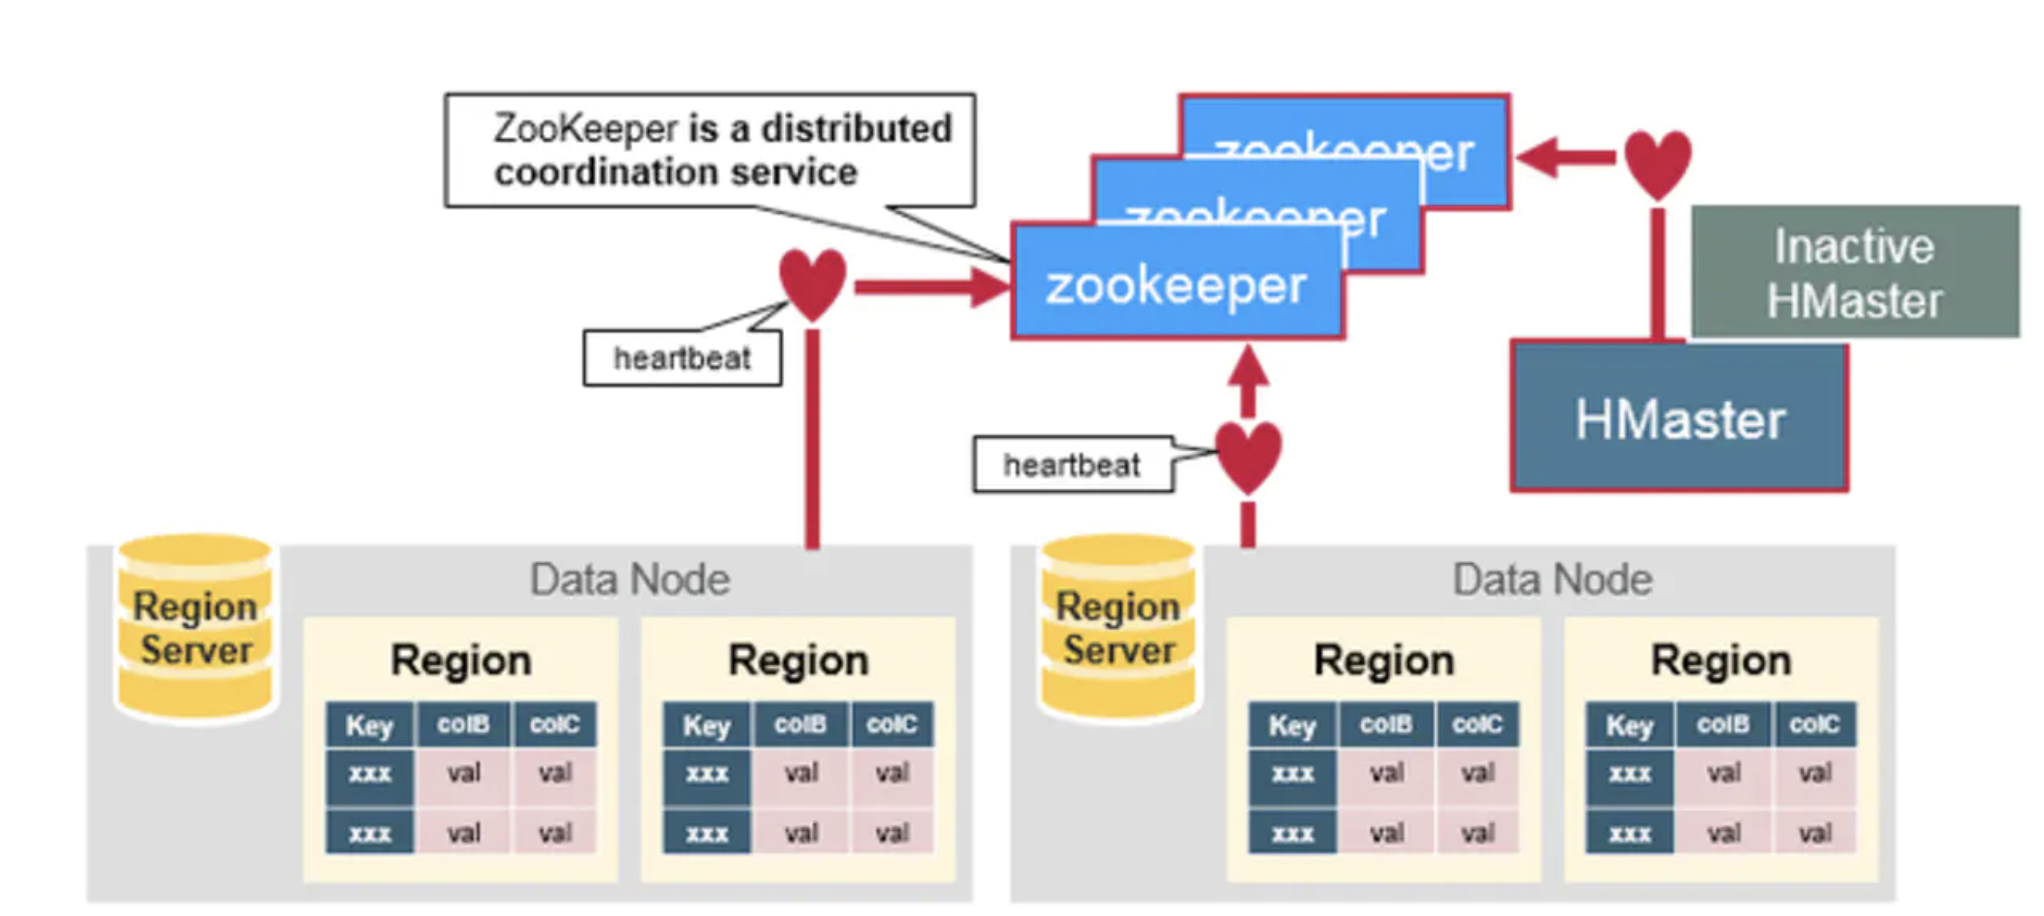 ZooKeeper is a distributed
coordination service
zookeeper
zookeeper
zookeeper
Inactive
HMaster
heartbeat
HMaster
heartbeat
Region
Server
Data Node
Region
Key colB colC
xxx val val
xxx val val
Region
Key colB colC
xxx val val
xxx val val
Region
Server
Data Node
Region
Key colB colC
xxx val val
xxx val val
Region
Key colB colC
xxx val val
xxx val val